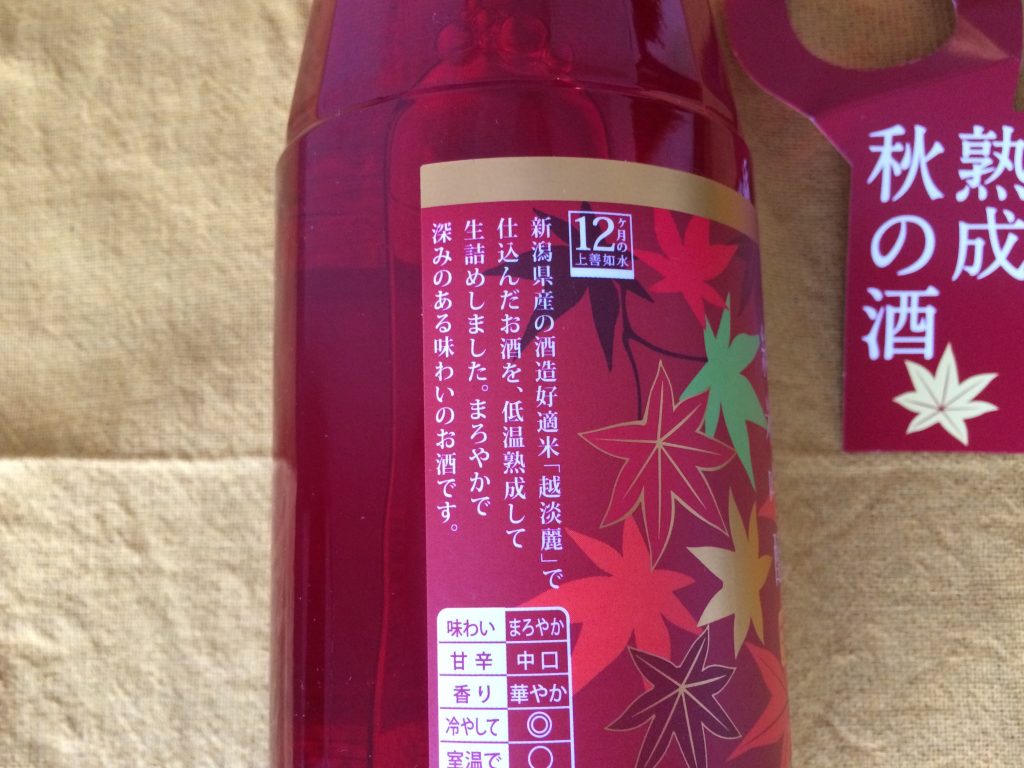 熟成
秋の酒
12
ケ月の
上善如水
新潟県産の酒造好適米「越淡麗」で
仕込んだお酒を、低温熟成して
生詰めしました。まろやかで
深みのある味わいのお酒です。
味わい まろやか
甘辛 中口
香り 華やか
冷やして ◎
室温で ○